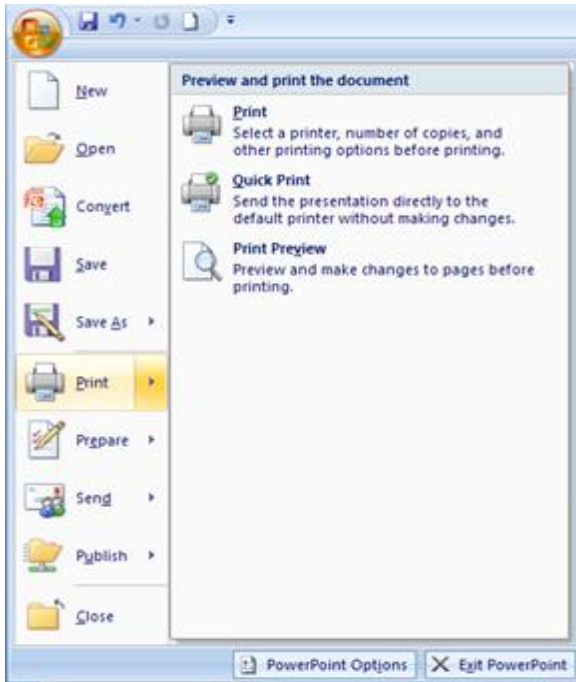 New
Open
Convert
Save
Save As
Print
Prepare
Send
Publish
Close
Preview and print the document
Print
Select a printer, number of copies, and
other printing options before printing.
Quick Print
Send the presentation directly to the
default printer without making changes.
Print Preview
Preview and make changes to pages before
printing.
PowerPoint Options
Exit PowerPoint